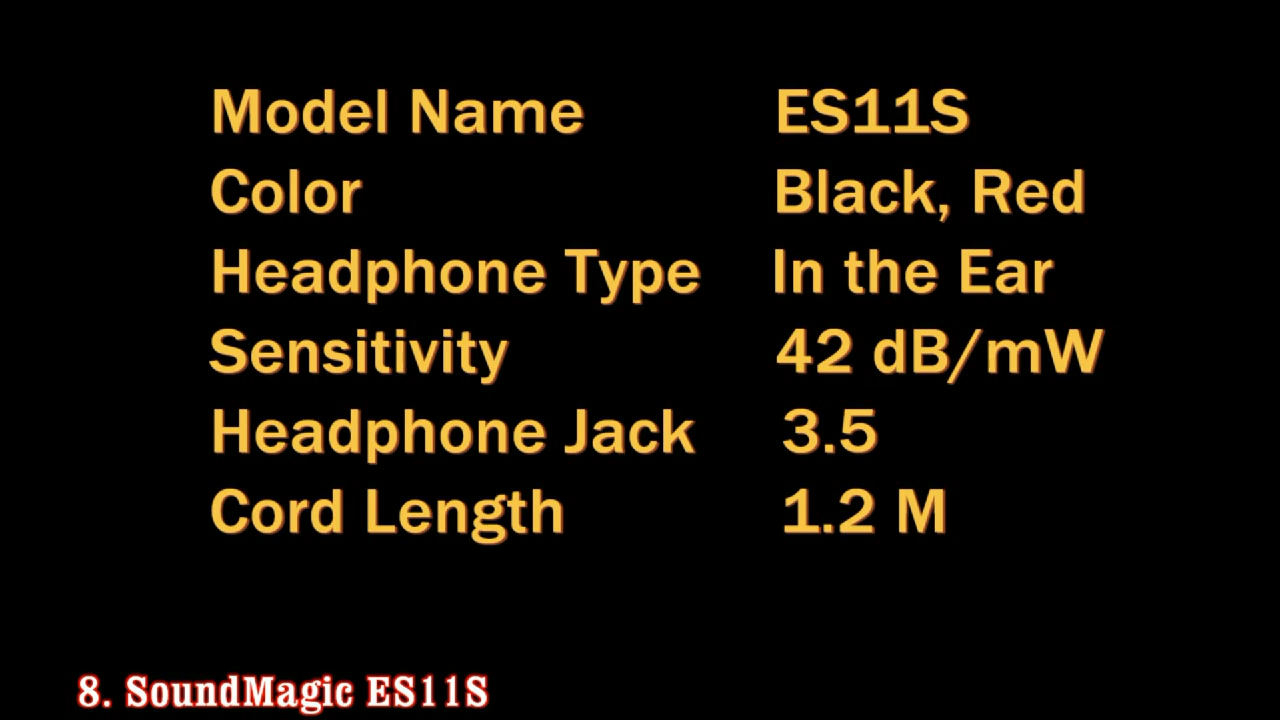 Model Name ES11S
Color Black, Red
Headphone Type In the Ear
Sensitivity 42 dB/mW
Headphone Jack 3.5
Cord Length 1.2 M
8. SoundMagic ES11S